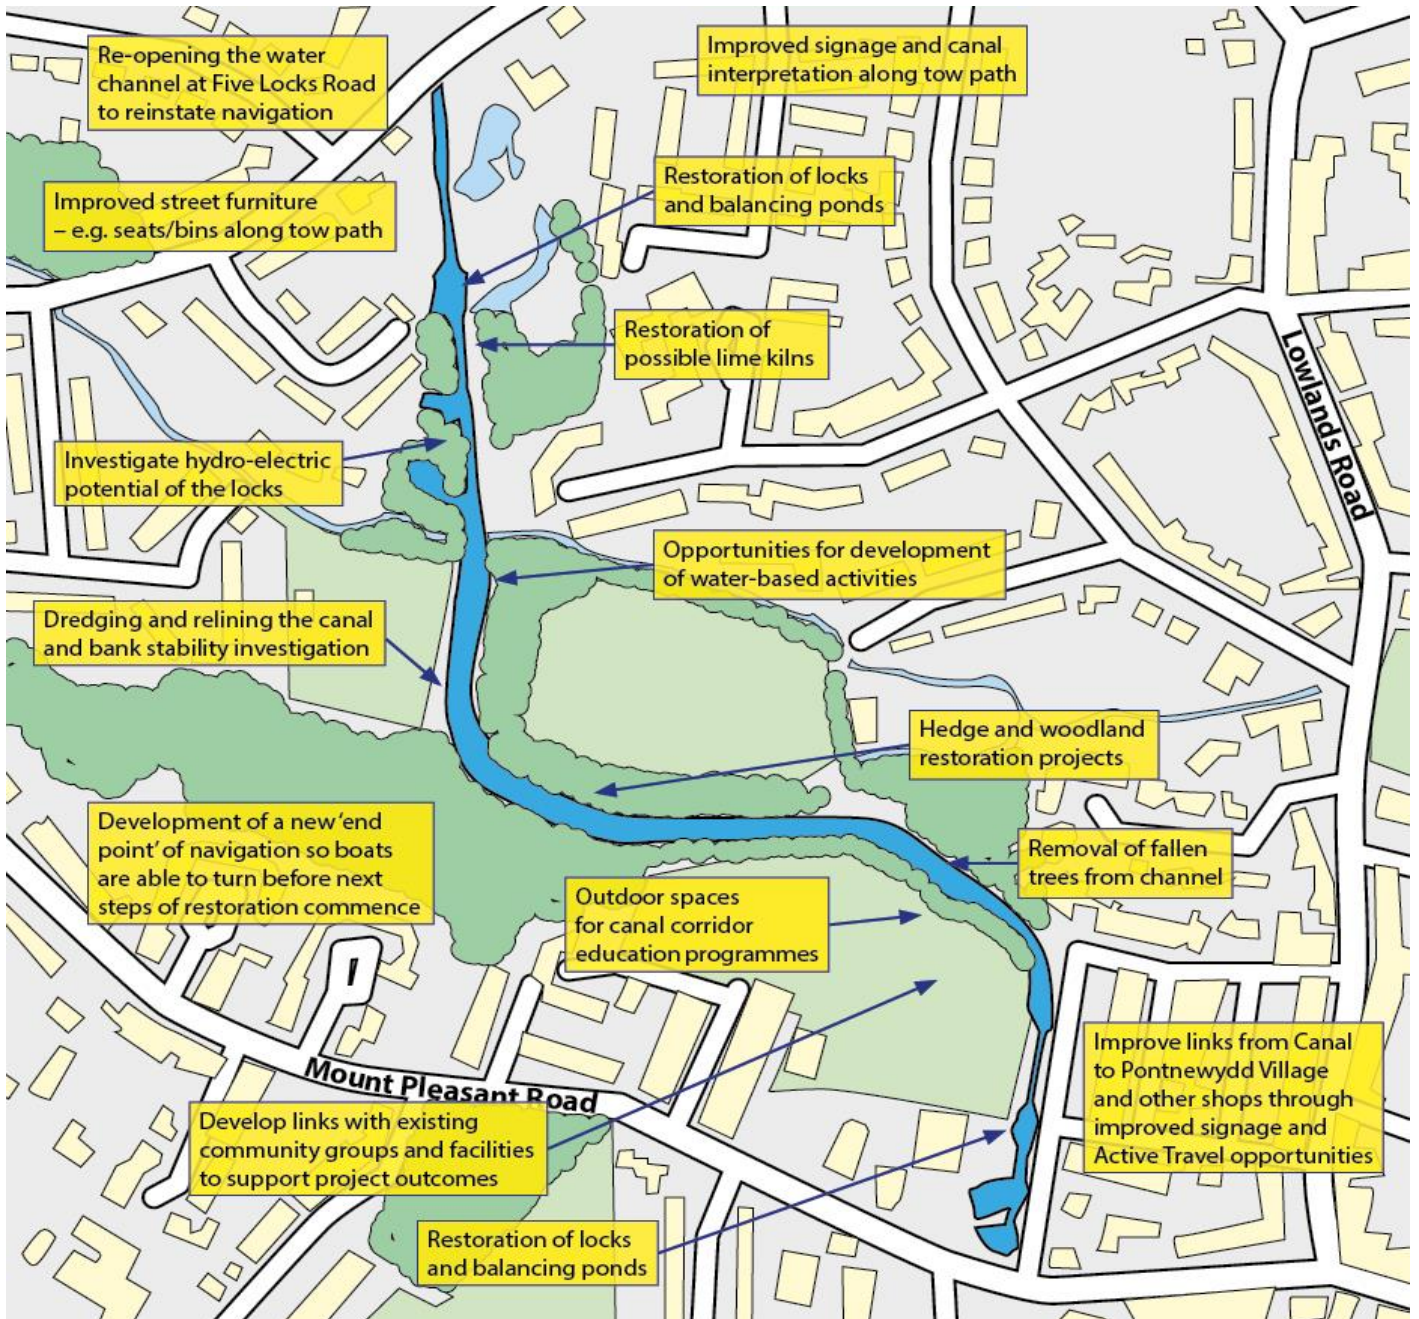 Re-opening the water
channel at Five Locks Road
to reinstate navigation
Improved signage and canal
interpretation along tow path
Restoration of locks
and balancing ponds
Improved street furniture
– e.g. seats/bins along tow path
Restoration of
possible lime kilns
Lowlands Road
Investigate hydro-electric
potential of the locks
Opportunities for development
of water-based activities
Dredging and relining the canal
and bank stability investigation
Hedge and woodland
restoration projects
Development of a new ‘end
point’ of navigation so boats
are able to turn before next
steps of restoration commence
Removal of fallen
trees from channel
Outdoor spaces
for canal corridor
education programmes
Improve links from Canal
to Pontnewydd Village
and other shops through
improved signage and
Active Travel opportunities
Mount Pleasant Road
Develop links with existing
community groups and facilities
to support project outcomes
Restoration of locks
and balancing ponds